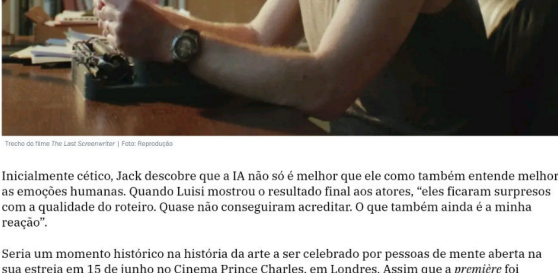 Trecho do filme The Last Screenwriter | Foto: Reprodução
Inicialmente cético, Jack descobre que a IA não só é melhor que ele como também entende melhor
as emoções humanas. Quando Luisi mostrou o resultado final aos atores, “eles ficaram surpresos
com a qualidade do roteiro. Quase não conseguiram acreditar. O que também ainda é a minha
reação”.
Seria um momento histórico na história da arte a ser celebrado por pessoas de mente aberta na
sua estreia em 15 de junho no Cinema Prince Charles, em Londres. Assim que a première foi